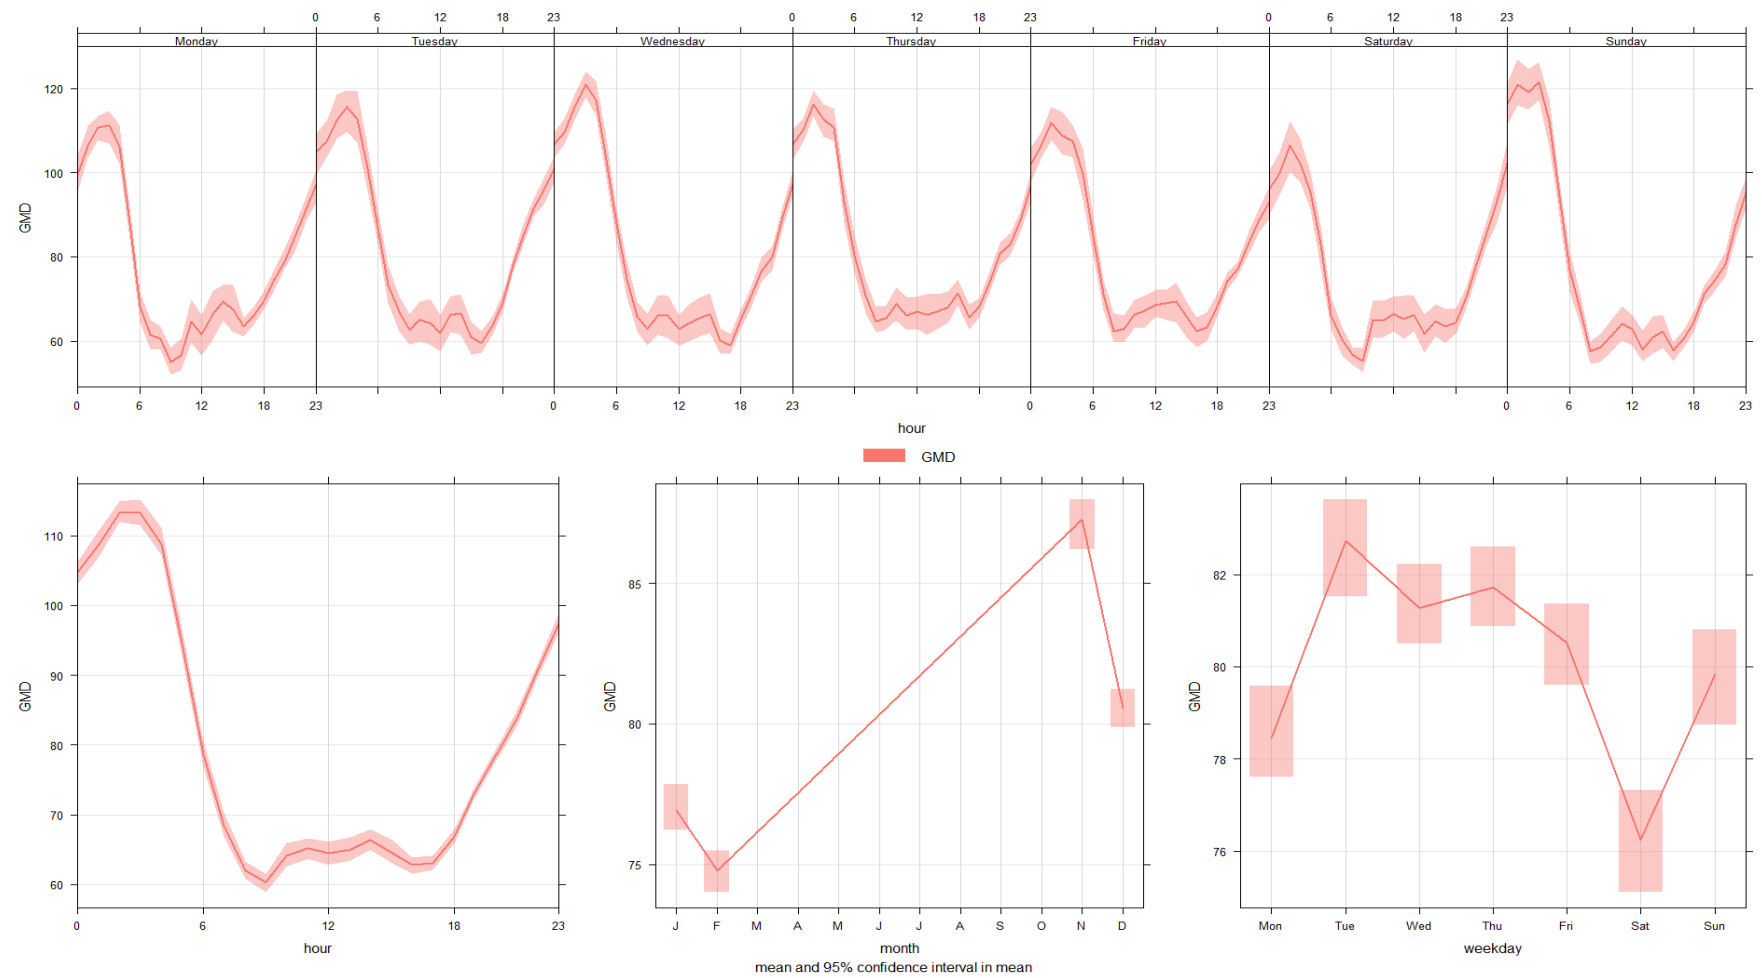 0 6 12 18 23 0 6 12 18 23 0 6 12 18 23
Monday Tuesday Wednesday Thursday Friday Saturday Sunday
120
100
80
60
GMD
0 6 12 18 23 0 6 12 18 23 0 6 12 18 23 0 6 12 18 23
hour
GMD
110
100
90
80
70
60
GMD
0 6 12 18 23
hour
85
80
75
GMD
J F M A M J J A S O N D
month
82
80
78
76
GMD
Mon Tue Wed Thu Fri Sat Sun
weekday
mean and 95% confidence interval in mean